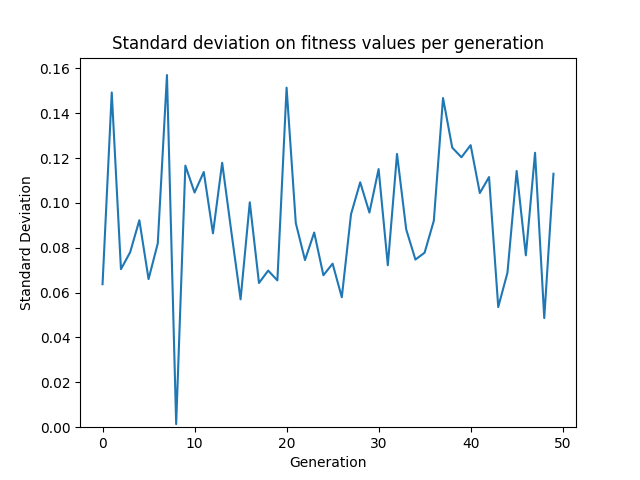 Standard deviation on fitness values per generation
0.16
0.14
0.12
0.10
0.08
0.06
0.04
0.02
0.00
Standard Deviation
0 10 20 30 40 50
Generation